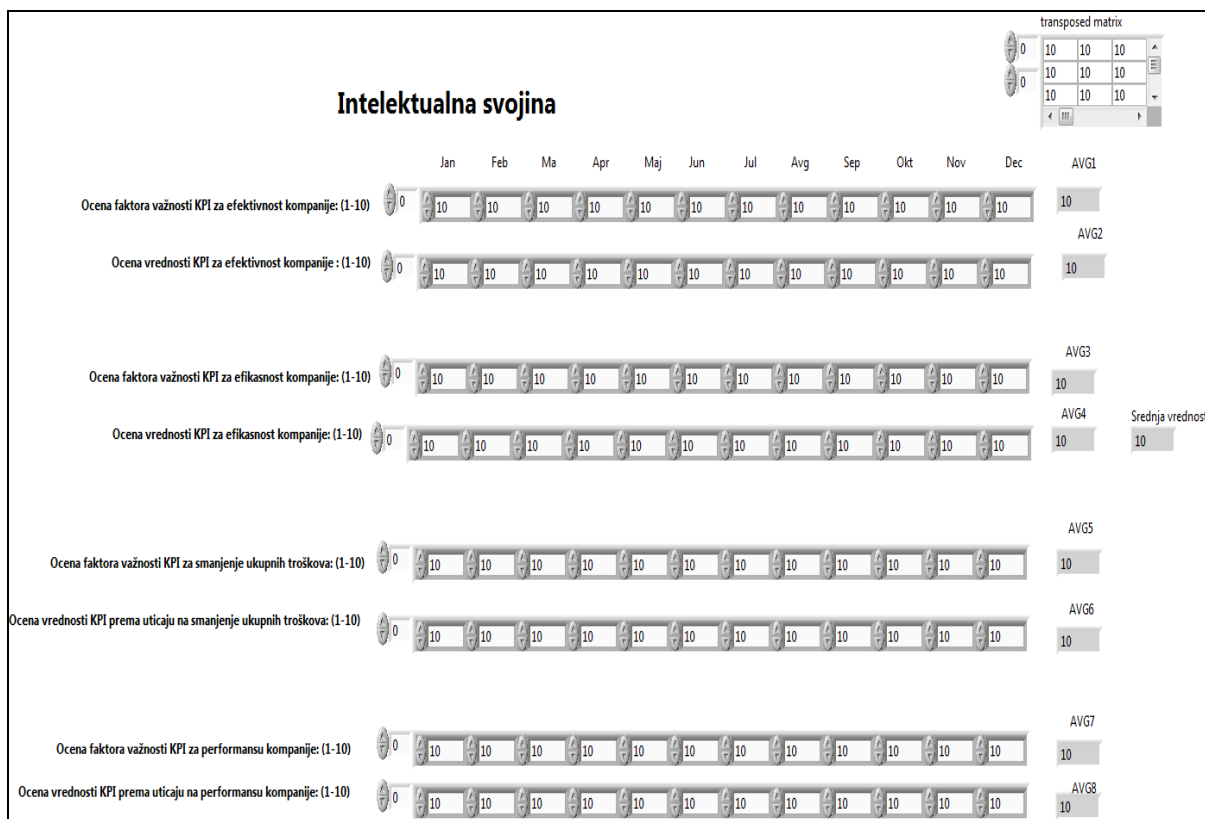 transposed matrix
0 10 10 10
10 10 10
0
10 10 10
Intelektualna svojina
Jan Feb Ma Apr Maj Jun Jul Avg Sep Okt Nov Dec AVG1
Ocena faktora važnosti KPI za efektivnost kompanije: (1-10) 0 10 10 10 10 10 10 10 10 10 10 10 10 10
AVG2
Ocena vrednosti KPI za efektivnost kompanije : (1-10) 0 10 10 10 10 10 10 10 10 10 10 10 10 10
AVG3
Ocena faktora važnosti KPI za efikasnost kompanije: (1-10) 0 10 10 10 10 10 10 10 10 10 10 10 10 10
AVG4 Srednja vrednost
Ocena vrednosti KPI za efikasnost kompanije: (1-10) 0 10 10 10 10 10 10 10 10 10 10 10 10 10 10
AVG5
Ocena faktora važnosti KPI za smanjenje ukupnih troškova: (1-10) 0 10 10 10 10 10 10 10 10 10 10 10 10 10
AVG6
Ocena vrednosti KPI prema uticaju na smanjenje ukupnih troškova: (1-10) 0 10 10 10 10 10 10 10 10 10 10 10 10 10
AVG7
Ocena faktora važnosti KPI za performansu kompanije: (1-10) 0 10 10 10 10 10 10 10 10 10 10 10 10 10
AVG8
Ocena vrednosti KPI prema uticaju na performansu kompanije: (1-10) 0 10 10 10 10 10 10 10 10 10 10 10 10 10